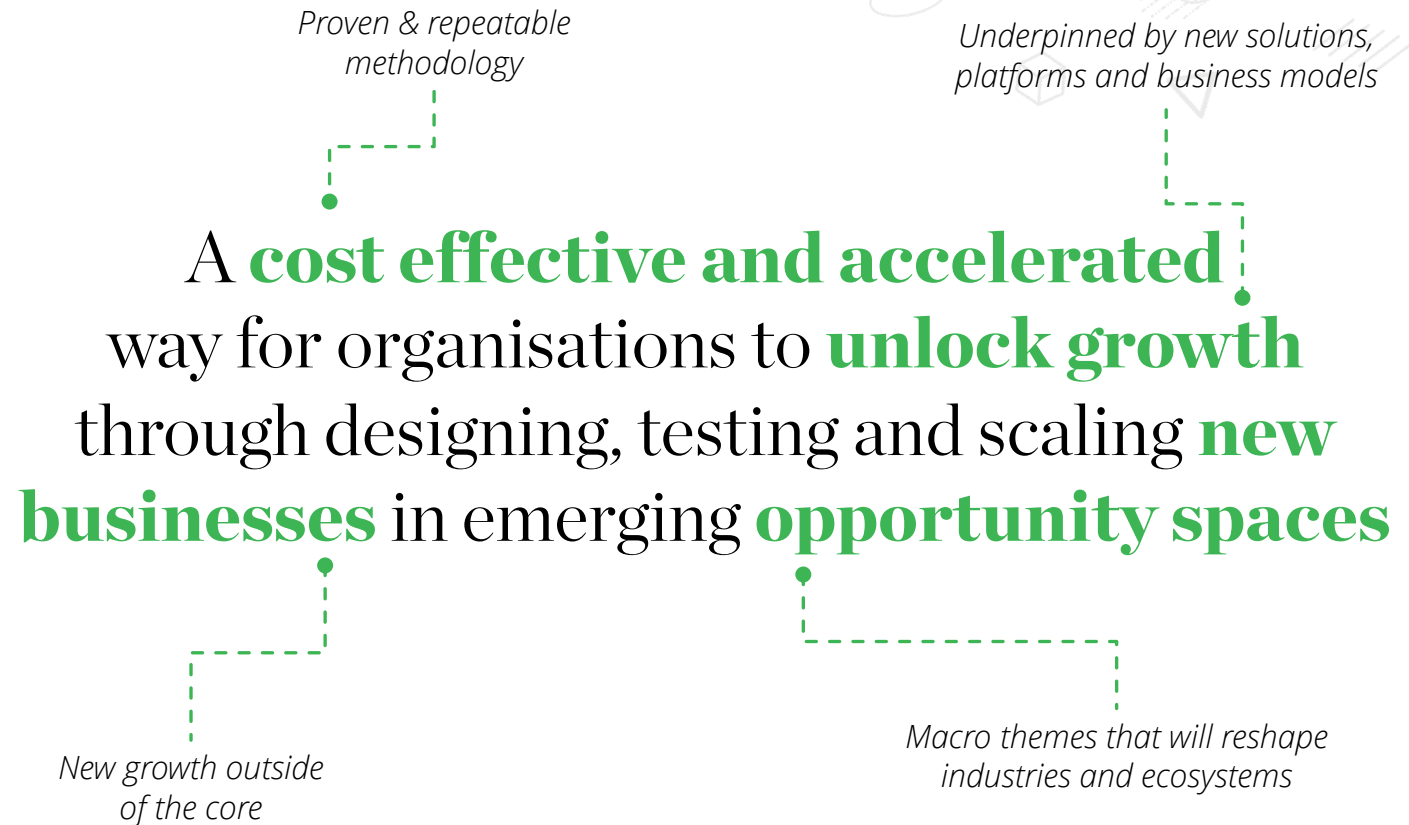 Proven & repeatable
methodology
Underpinned by new solutions,
platforms and business models
A cost effective and accelerated
way for organisations to unlock growth
through designing, testing and scaling new
businesses in emerging opportunity spaces
New growth outside
of the core
Macro themes that will reshape
industries and ecosystems